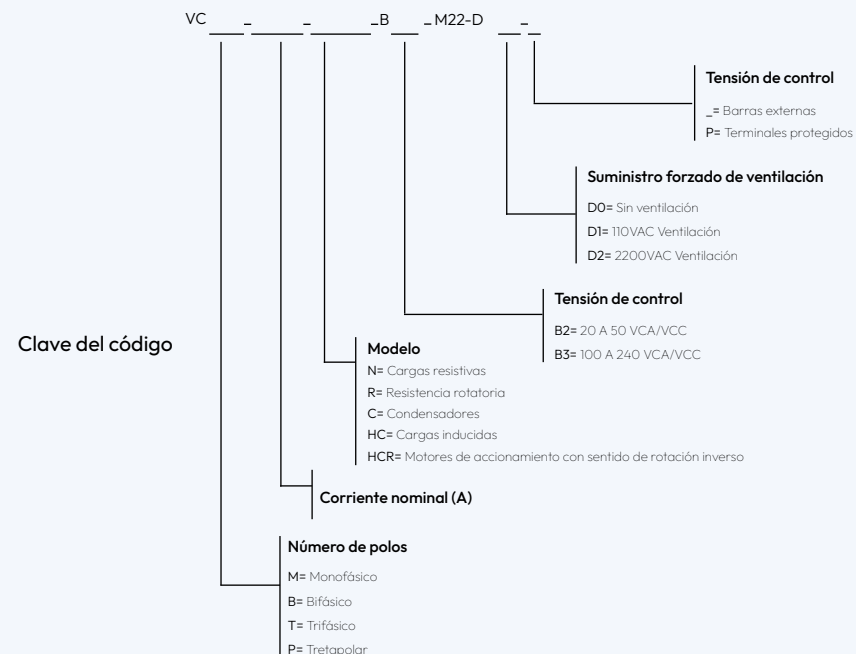 VC _ _ _B _M22-D _
Tensión de control
_= Barras externas
P= Terminales protegidos
Suministro forzado de ventilación
D0= Sin ventilación
D1= 110VAC Ventilación
D2= 2200VAC Ventilación
Tensión de control
B2= 20 A 50 VCA/VCC
B3= 100 A 240 VCA/VCC
Clave del código
Modelo
N= Cargas resistivas
R= Resistencia rotatoria
C= Condensadores
HC= Cargas inducidas
HCR= Motores de accionamiento con sentido de rotación inverso
Corriente nominal (A)
Número de polos
M= Monofásico
B= Bifásico
T= Trifásico
P= Tretapolar